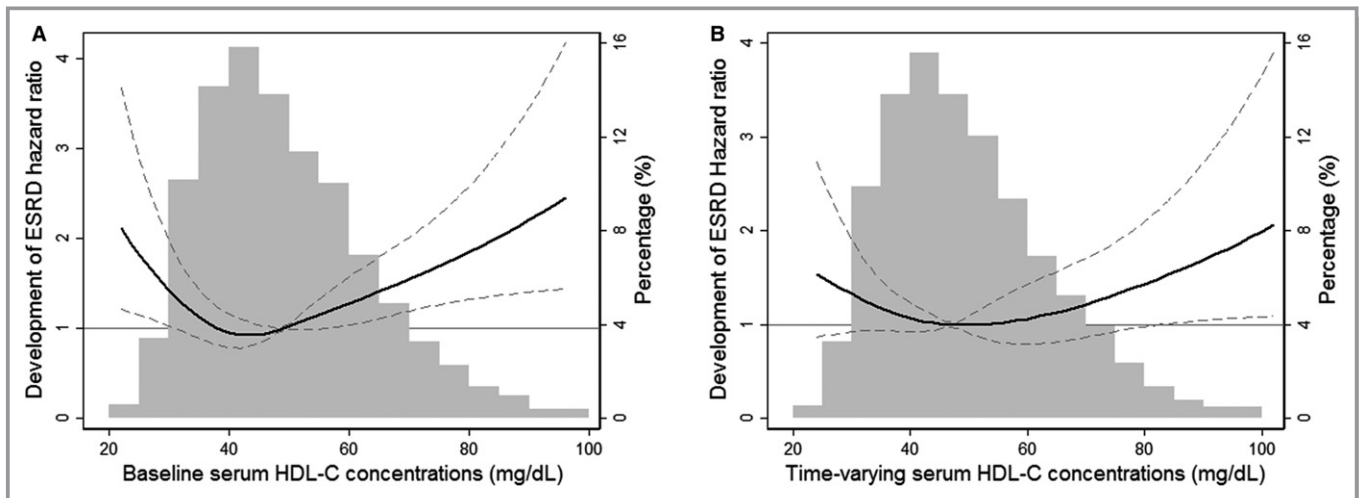 A
Development of ESRD hazard ratio
4
3
2
1
0
16
12
8
4
0
Percentage (%)
20 40 60 80 100
Baseline serum HDL-C concentrations (mg/dL)
B
Development of ESRD Hazard ratio
4
3
2
1
0
16
12
8
4
0
Percentage (%)
20 40 60 80 100
Time-varying serum HDL-C concentrations (mg/dL)